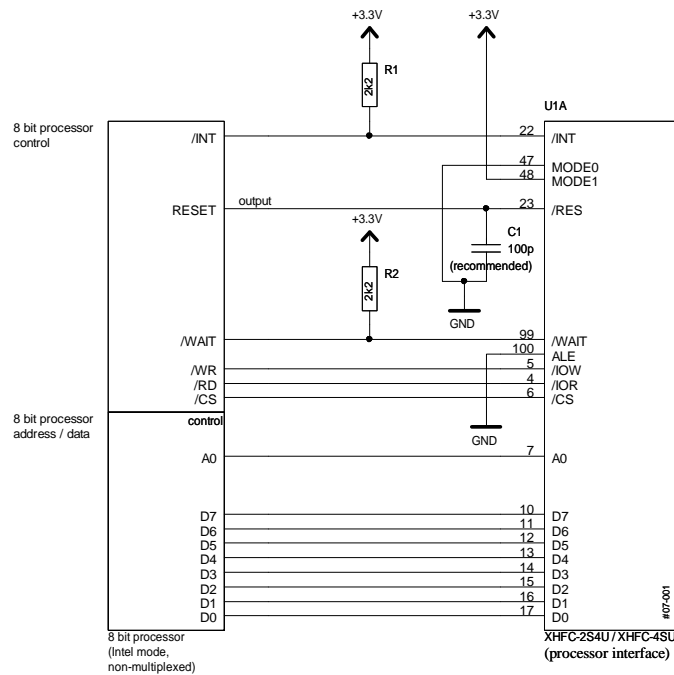 +3.3V
+3.3V
R1
2k2
U1A
8 bit processor
control
/INT
22
/INT
47
MODE0
48
MODE1
RESET
output
23
/RES
+3.3V
C1
100p
(recommended)
R2
2k2
GND
/WAIT
99
/WAIT
100
ALE
/WR
5
/IOW
/RD
4
/IOR
/CS
6
/CS
8 bit processor
address / data
control
GND
A0
7
A0
D7
10
D7
D6
11
D6
D5
12
D5
D4
13
D4
D3
14
D3
D2
15
D2
D1
16
D1
D0
17
D0
#07-001
8 bit processor
(Intel mode,
non-multiplexed)
XHFC-2S4U / XHFC-4SU
(processor interface)